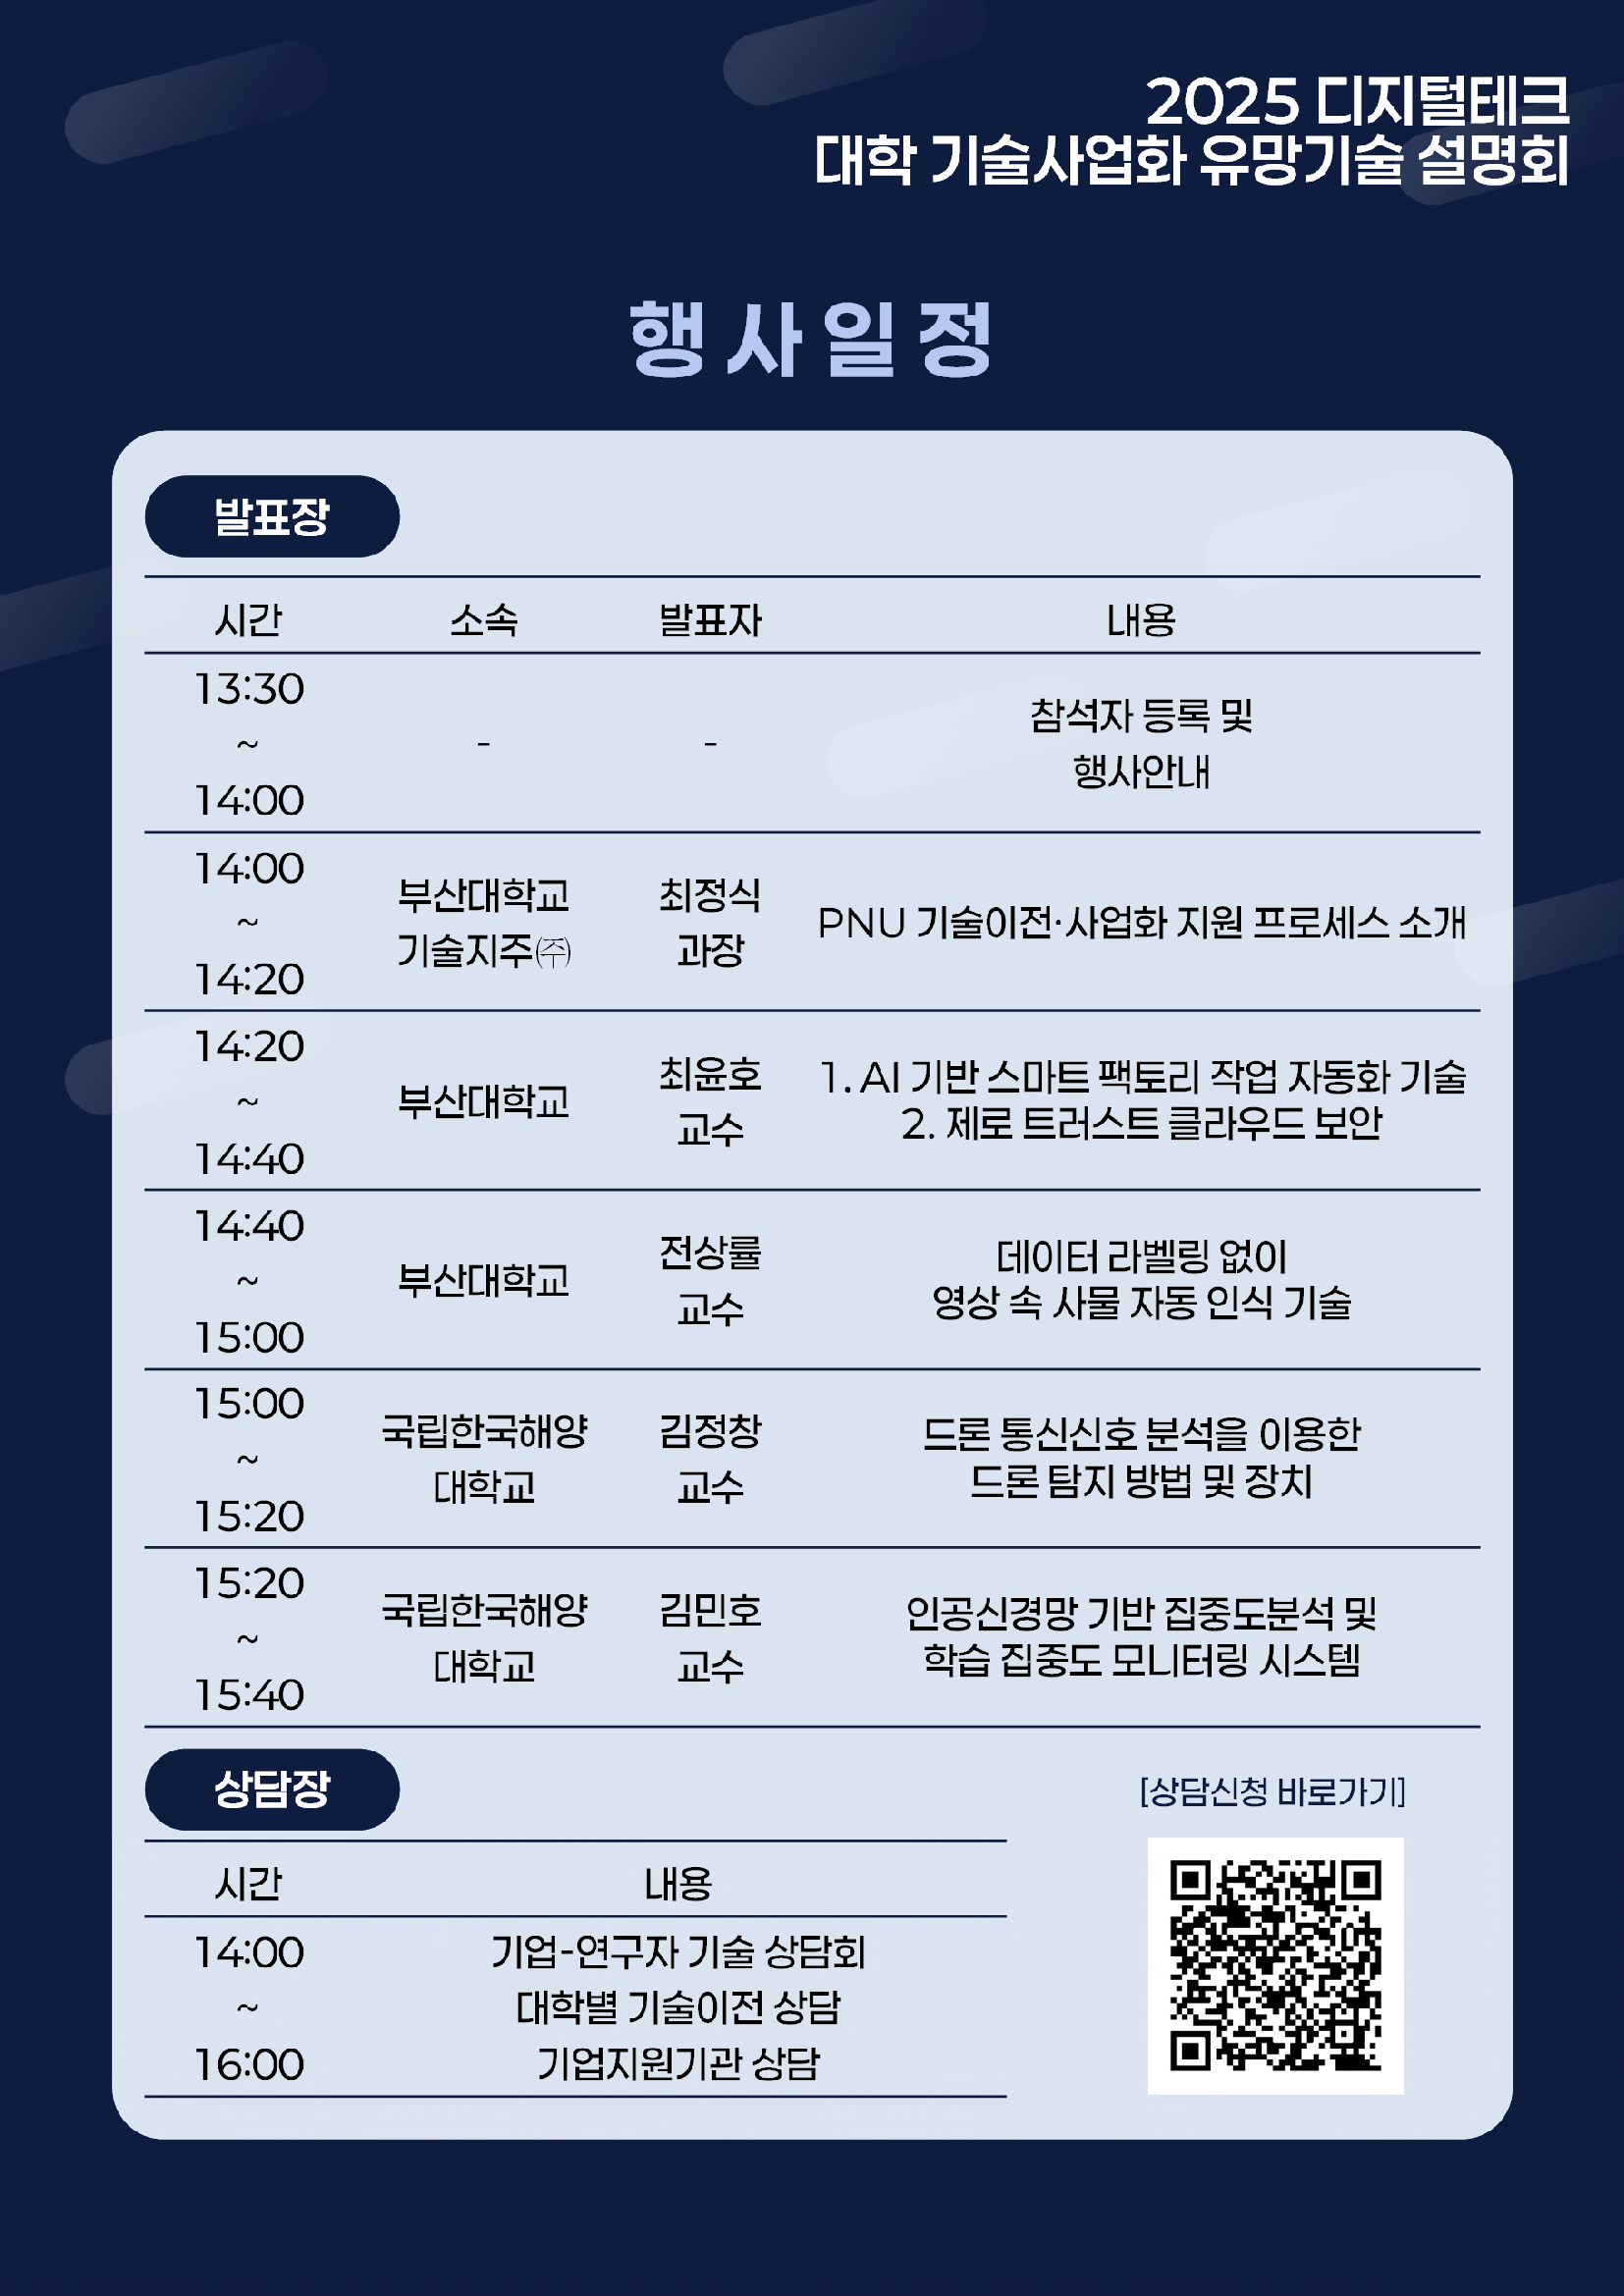 2025 디지털테크
대학 기술사업화 유망기술 설명회
행사일정
발표장
시간 소속 발표자 내용
13:30
~
14:00
-
-
참석자 등록 및
행사안내
14:00
~
14:20
부산대학교
기술지주㈜
최정식
과장
PNU 기술이전·사업화 지원 프로세스 소개
14:20
~
14:40
부산대학교
최윤호
교수
1. AI 기반 스마트 팩토리 작업 자동화 기술
2. 제로 트러스트 클라우드 보안
14:40
~
15:00
부산대학교
전상률
교수
데이터 라벨링 없이
영상 속 사물 자동 인식 기술
15:00
~
15:20
국립한국해양
대학교
김정창
교수
드론 통신신호 분석을 이용한
드론 탐지 방법 및 장치
15:20
~
15:40
국립한국해양
대학교
김민호
교수
인공신경망 기반 집중도분석 및
학습 집중도 모니터링 시스템
상담장
시간 내용
14:00
~
16:00
기업-연구자 기술 상담회
대학별 기술이전 상담
기업지원기관 상담
[상담신청 바로가기]